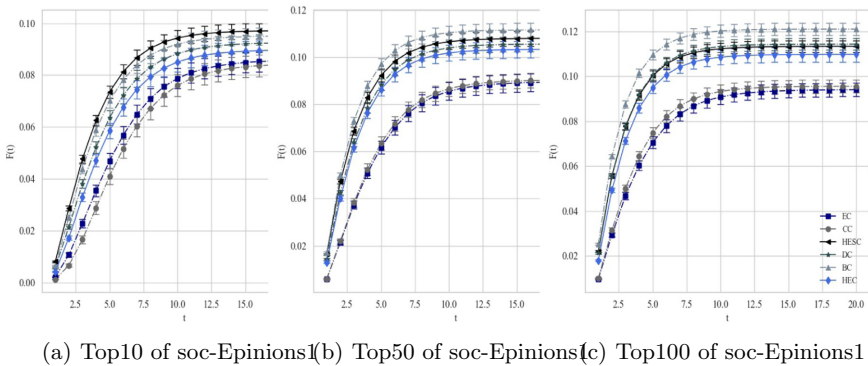 0.10
0.08
0.06
0.04
0.02
0.00
F(t)
2.5 5.0 7.5 10.0 12.5 15.0
t
0.12
0.10
0.08
0.06
0.04
0.02
F(t)
2.5 5.0 7.5 10.0 12.5 15.0
t
0.12
0.10
0.08
0.06
0.04
0.02
F(t)
2.5 5.0 7.5 10.0 12.5 15.0 17.5 20.0
t
EC
CC
HESC
DC
BC
HEC
(a) Top10 of soc-Epinions1
(b) Top50 of soc-Epinions1
(c) Top100 of soc-Epinions1